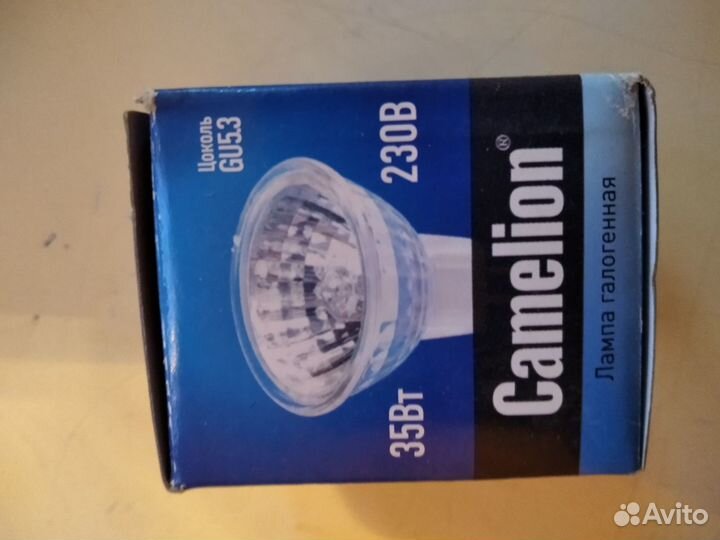 Цоколь
GU5.3
35Вт
230В
Camelion®
Лампа галогенная
Avito